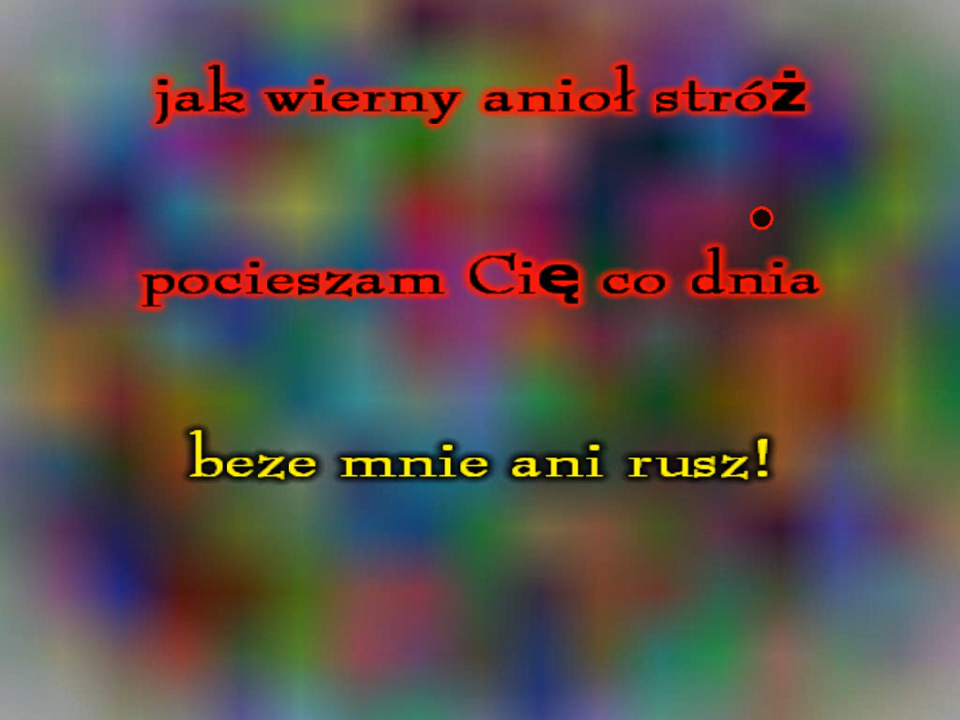 jak wierny anioł stróż
pocieszam Cię co dnia
beze mnie ani rusz!